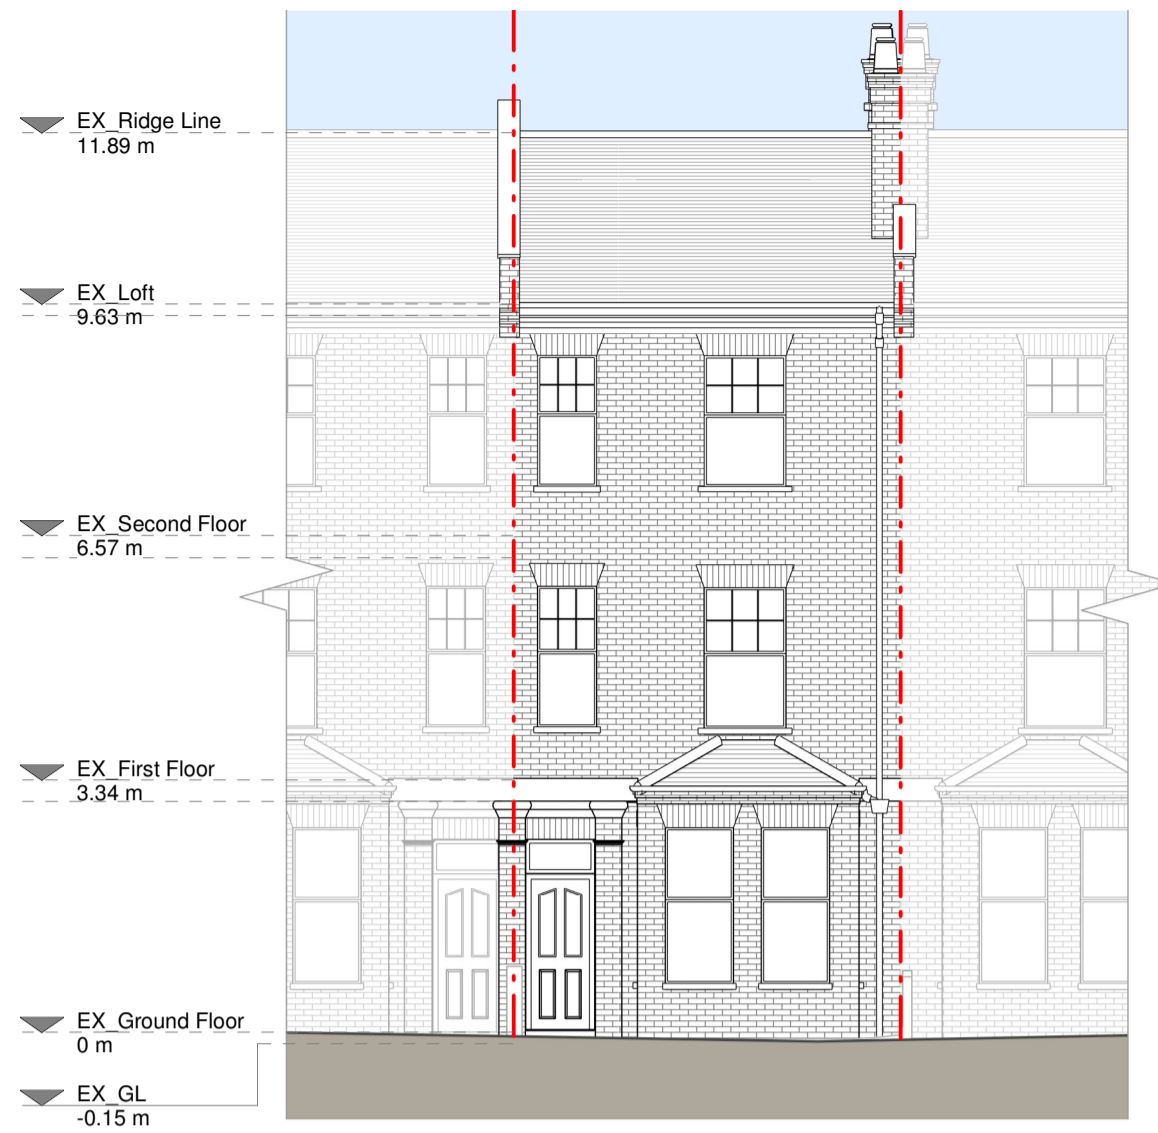 EX_Ridge Line
11.89 m
EX_Loft
9.63 m
EX_Second Floor
6.57 m
EX_First Floor
3.34 m
EX_Ground Floor
0 m
EX_GL
-0.15 m